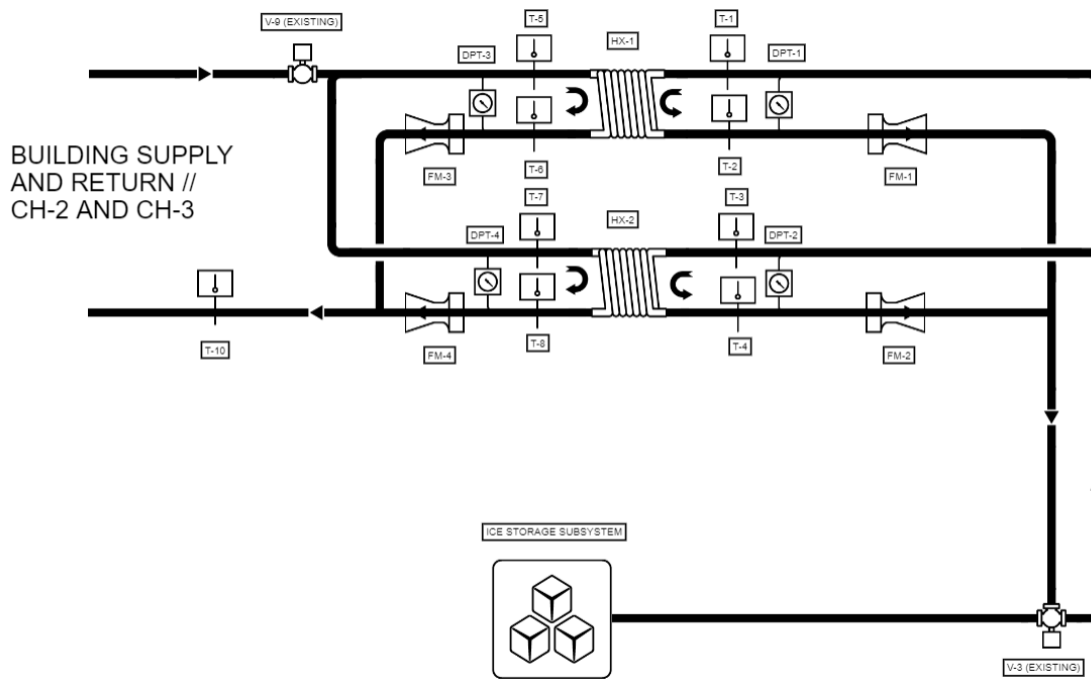 V-9 (EXISTING)
T-5
T-1
DPT-3
HX-1
DPT-1
BUILDING SUPPLY
AND RETURN //
CH-2 AND CH-3
FM-3
T-6
T-2
FM-1
T-7
T-3
DPT-4
HX-2
DPT-2
T-10
FM-4
T-8
T-4
FM-2
ICE STORAGE SUBSYSTEM
V-3 (EXISTING)